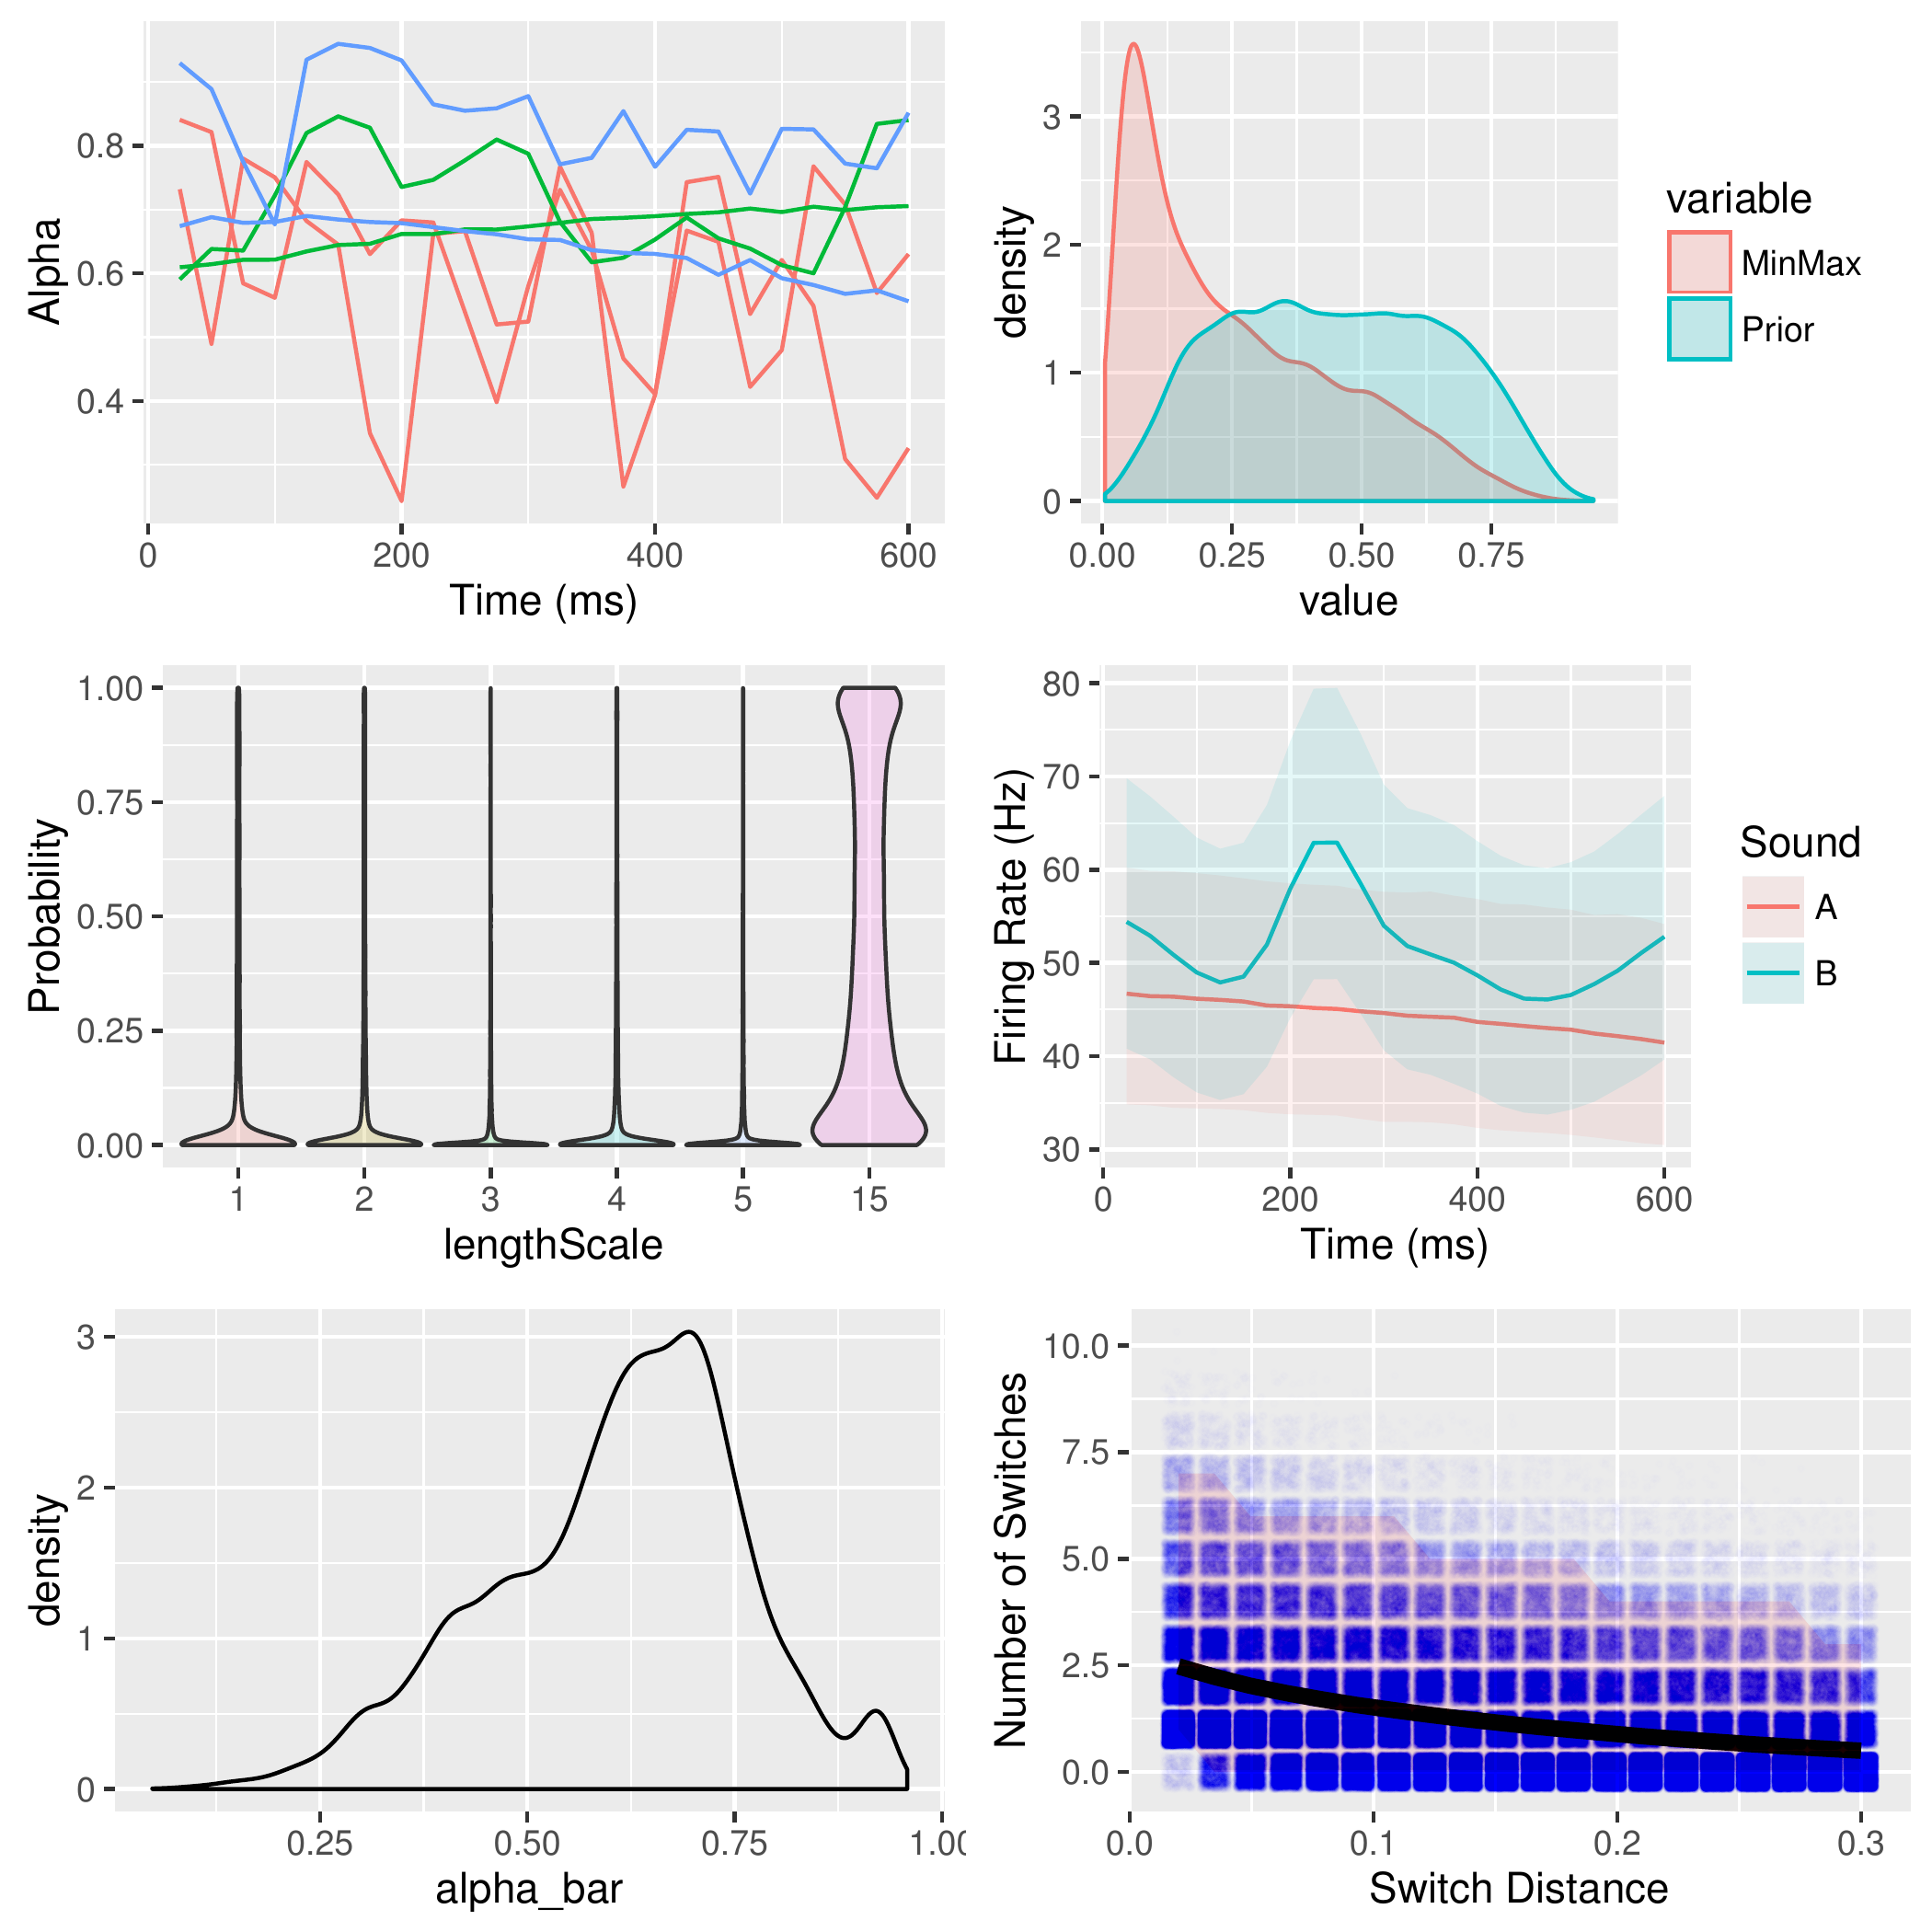 Alpha
0.8
0.6
0.4
0
200
400
600
Time (ms)
density
3
2
1
0
0.00
0.25
0.50
0.75
value
variable
MinMax
Prior
Probability
1.00
0.75
0.50
0.25
0.00
1
2
3
4
5
15
lengthScale
Firing Rate (Hz)
80
70
60
50
40
30
0
200
400
600
Time (ms)
Sound
A
B
density
3
2
1
0
0.25
0.50
0.75
1.00
alpha_bar
Number of Switches
10.0
7.5
5.0
2.5
0.0
0.0
0.1
0.2
0.3
Switch Distance